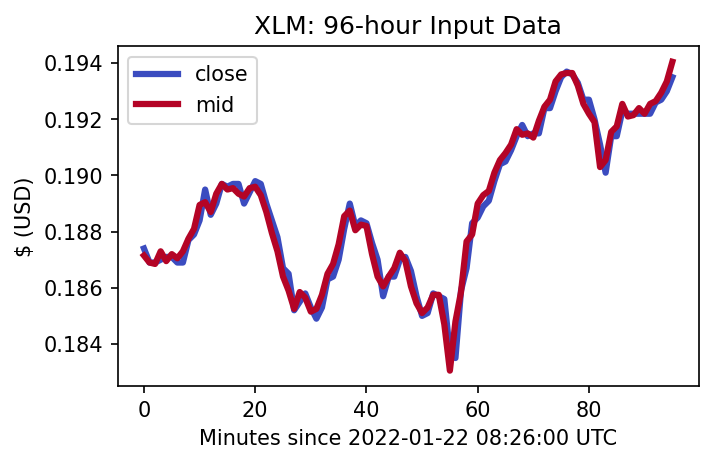 XLM: 96-hour Input Data
close
mid
$ (USD)
0.194
0.192
0.190
0.188
0.186
0.184
0 20 40 60 80
Minutes since 2022-01-22 08:26:00 UTC